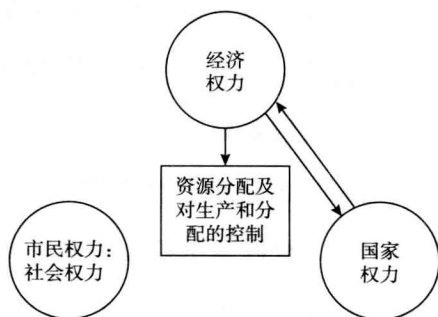 经济
权力
资源分配及
对生产和分
配的控制
市民权力：
社会权力
国家
权力